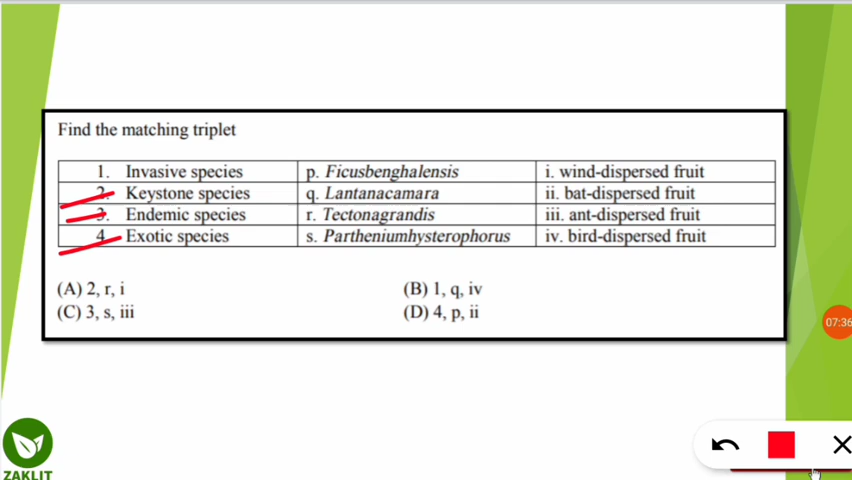 Find the matching triplet
1. Invasive species p. Ficusbenghalensis i. wind-dispersed fruit
2. Keystone species q. Lantanacamara ii. bat-dispersed fruit
3. Endemic species r. Tectonagrandis iii. ant-dispersed fruit
4. Exotic species s. Partheniumhysterophorus iv. bird-dispersed fruit
(A) 2, r, i (B) 1, q, iv
(C) 3, s, iii (D) 4, p, ii
07:36
ZAKLIT